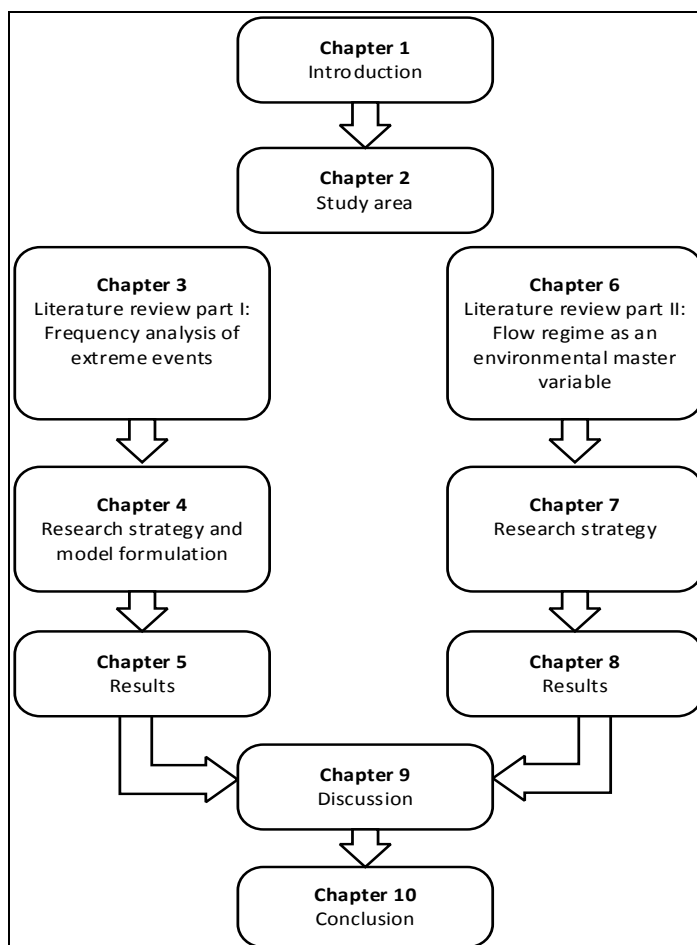 Chapter 1
Introduction
Chapter 2
Study area
Chapter 3
Literature review part I:
Frequency analysis of
extreme events
Chapter 6
Literature review part II:
Flow regime as an
environmental master
variable
Chapter 4
Research strategy and
model formulation
Chapter 7
Research strategy
Chapter 5
Results
Chapter 8
Results
Chapter 9
Discussion
Chapter 10
Conclusion